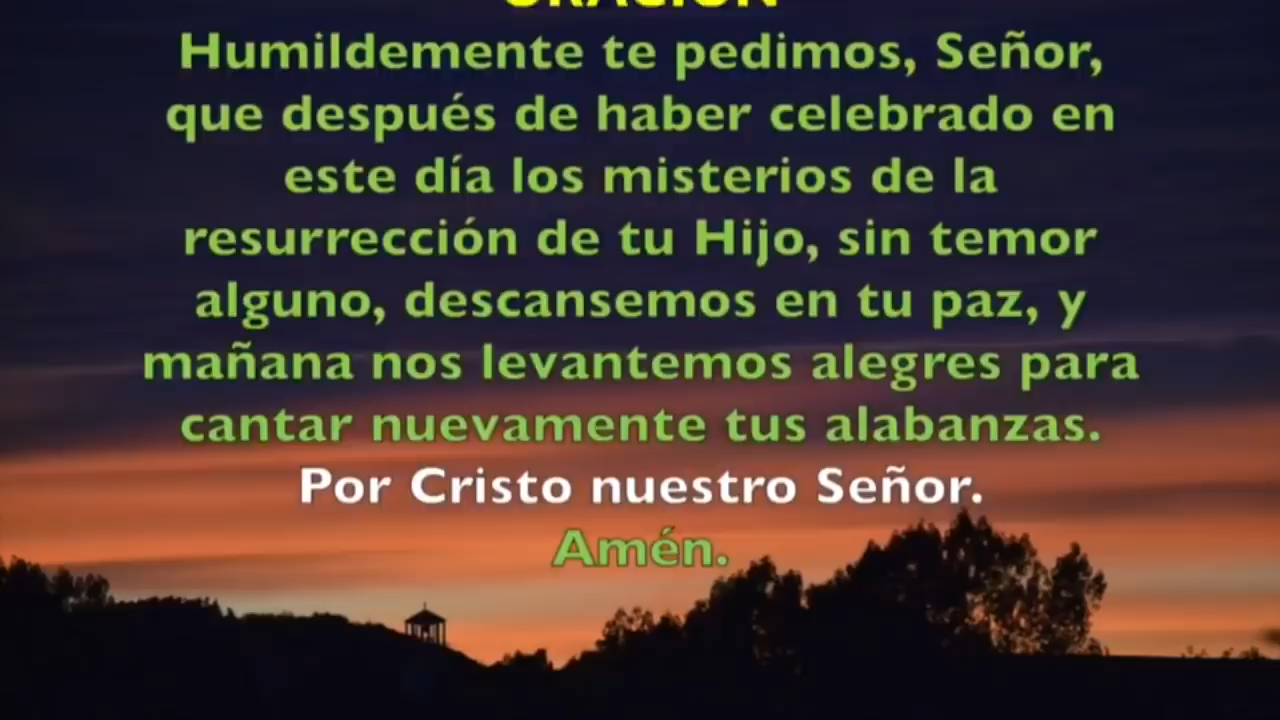 ORACIÓN
Humildemente te pedimos, Señor,
que después de haber celebrado en
este día los misterios de la
resurrección de tu Hijo, sin temor
alguno, descansemos en tu paz, y
mañana nos levantemos alegres para
cantar nuevamente tus alabanzas.
Por Cristo nuestro Señor.
Amén.